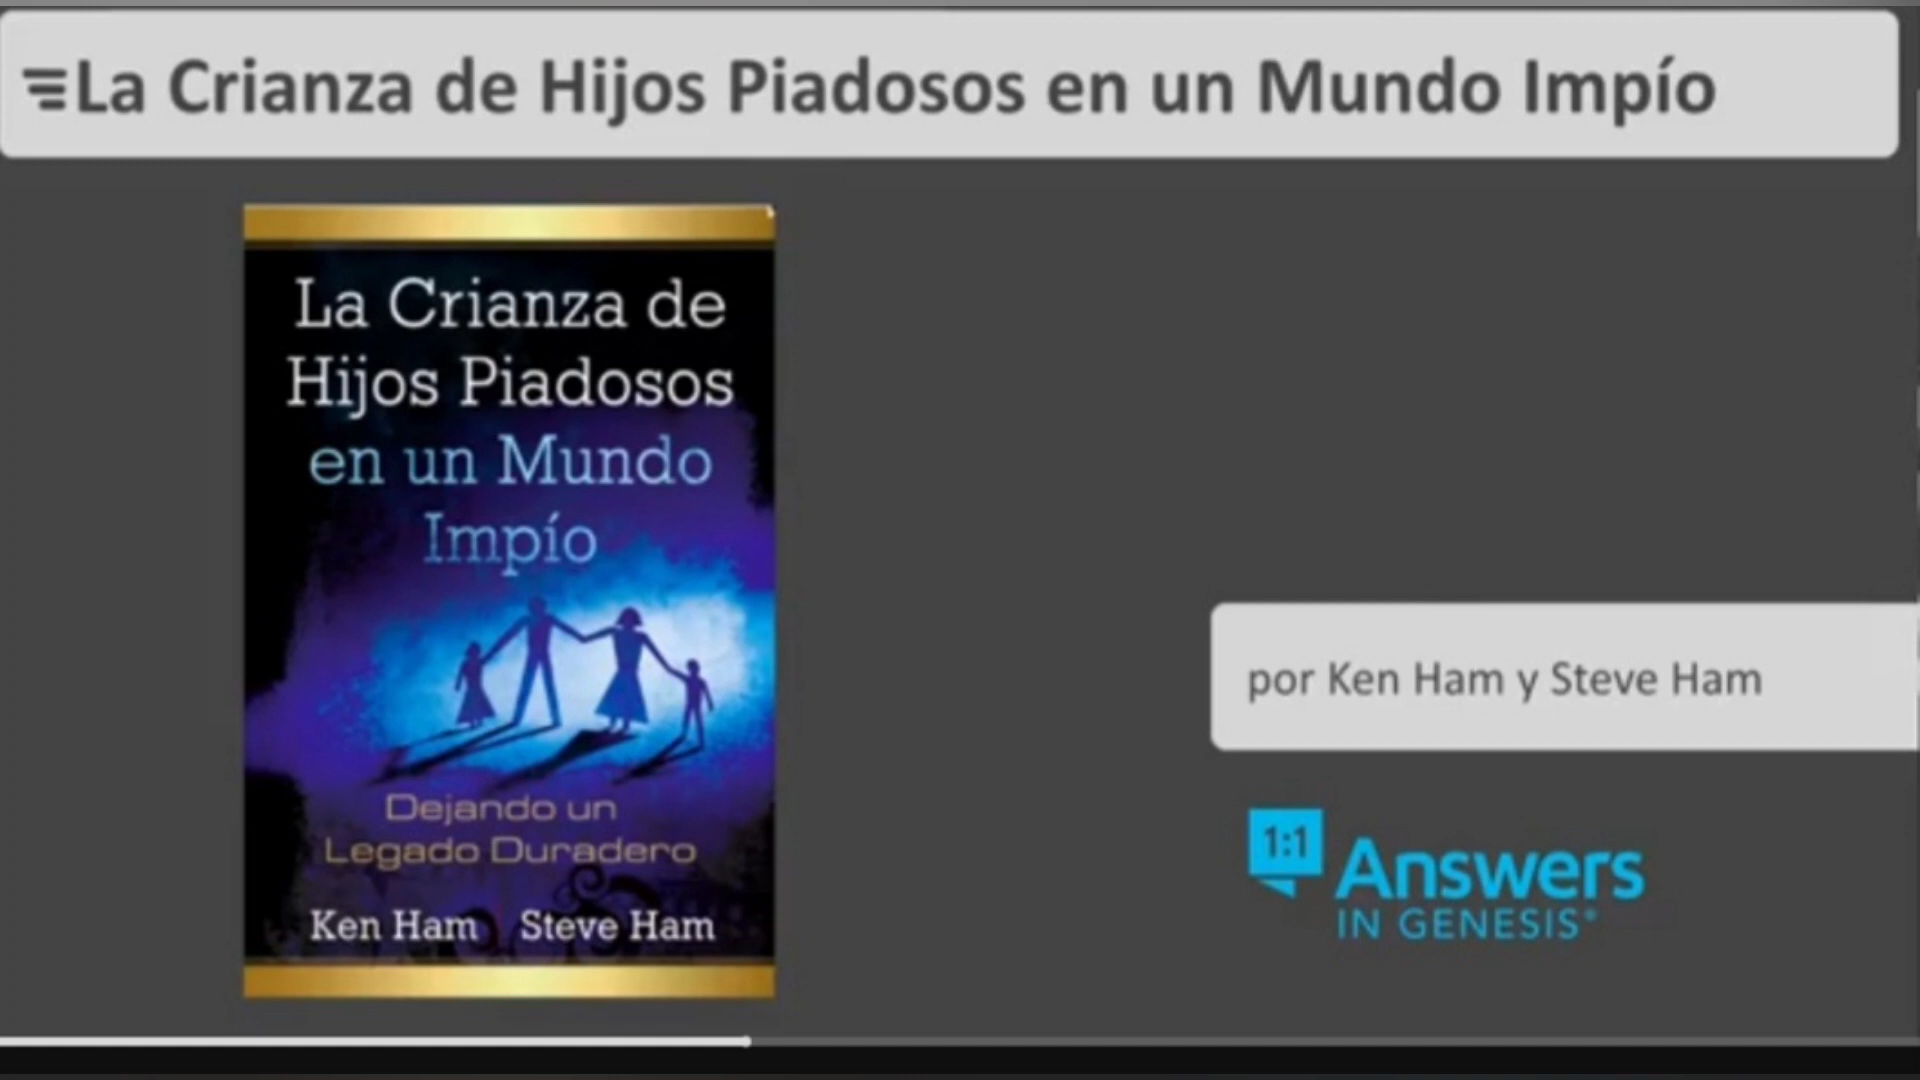 La Crianza de Hijos Piadosos en un Mundo Impío
La Crianza de
Hijos Piadosos
en un Mundo
Impío
Dejando un
Legado Duradero
Ken Ham Steve Ham
por Ken Ham y Steve Ham
1:1
Answers
IN GENESIS®